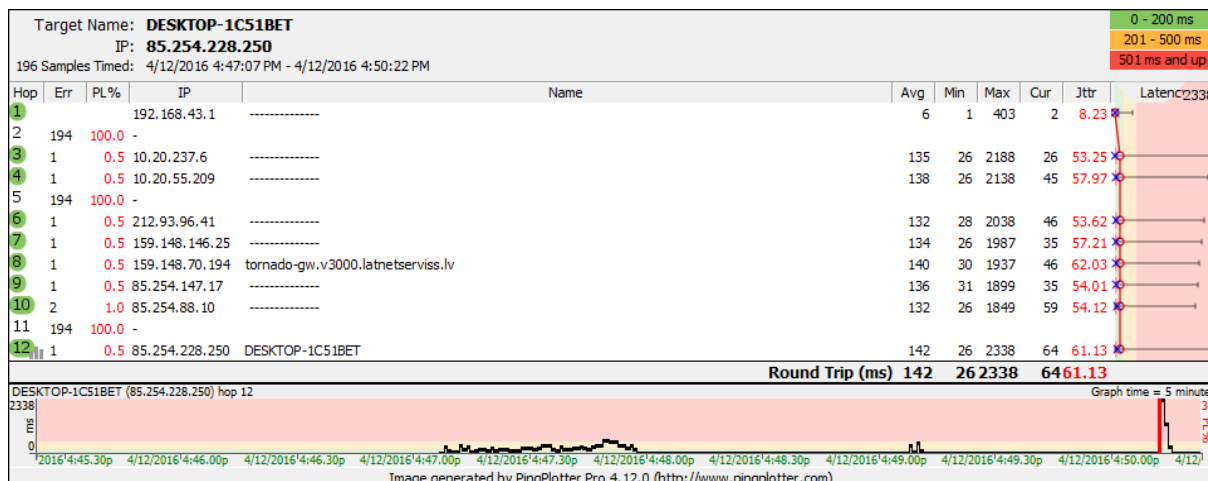 Target Name: DESKTOP-1C51BET
IP: 85.254.228.250
196 Samples Timed: 4/12/2016 4:47:07 PM - 4/12/2016 4:50:22 PM
0 - 200 ms
201 - 500 ms
501 ms and up
Hop Err PL% IP Name Avg Min Max Cur Jttr Latenc 2338
1 192.168.43.1 -------------- 6 1 403 2 8.23
2 194 100.0 -
3 1 0.5 10.20.237.6 -------------- 135 26 2188 26 53.25
4 1 0.5 10.20.55.209 -------------- 138 26 2138 45 57.97
5 194 100.0 -
6 1 0.5 212.93.96.41 -------------- 132 28 2038 46 53.62
7 1 0.5 159.148.146.25 -------------- 134 26 1987 35 57.21
8 1 0.5 159.148.70.194 tornado-gw.v3000.latnetserviss.lv 140 30 1937 46 62.03
9 1 0.5 85.254.147.17 -------------- 136 31 1899 35 54.01
10 2 1.0 85.254.88.10 -------------- 132 26 1849 59 54.12
11 194 100.0 -
12 1 0.5 85.254.228.250 DESKTOP-1C51BET 142 26 2338 64 61.13
Round Trip (ms) 142 26 2338 64 61.13
DESKTOP-1C51BET (85.254.228.250) hop 12 Graph time = 5 minute
2338
ms
0
3
PL%
2016 4:45.30p 4/12/2016 4:46.00p 4/12/2016 4:46.30p 4/12/2016 4:47.00p 4/12/2016 4:47.30p 4/12/2016 4:48.00p 4/12/2016 4:48.30p 4/12/2016 4:49.00p 4/12/2016 4:49.30p 4/12/2016 4:50.00p 4/12/
Image generated by PingPlotter Pro 4.12.0 (http://www.pingplotter.com)